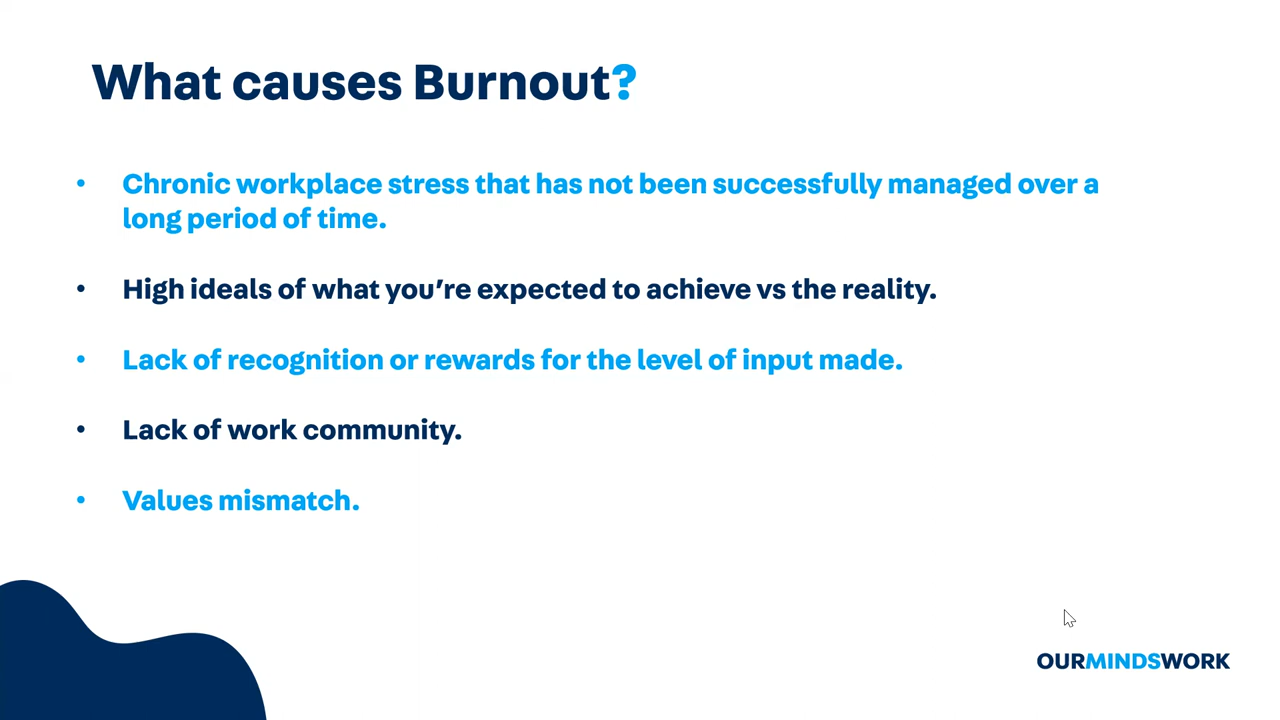 What causes Burnout?
• Chronic workplace stress that has not been successfully managed over a
long period of time.
• High ideals of what you’re expected to achieve vs the reality.
• Lack of recognition or rewards for the level of input made.
• Lack of work community.
• Values mismatch.
OURMINDSWORK